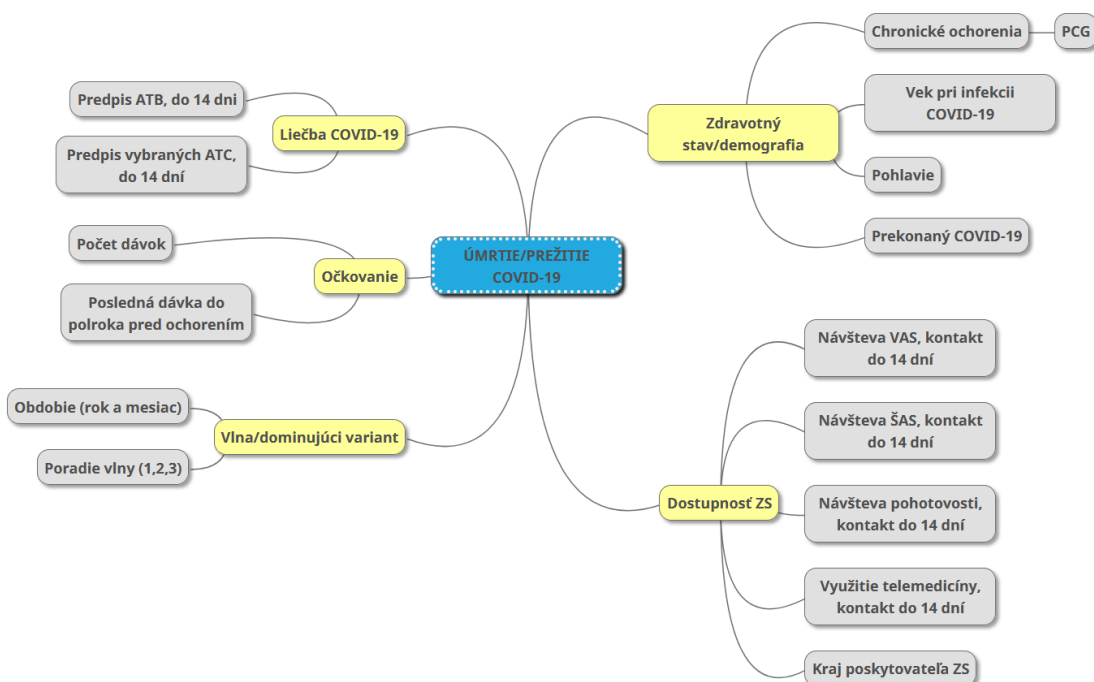 Chronické ochorenia
PCG
Vek pri infekcii
COVID-19
Zdravotný
stav/demografia
Pohlavie
Prekonaný COVID-19
Predpis ATB, do 14 dni
Liečba COVID-19
Predpis vybraných ATC,
do 14 dní
Počet dávok
Očkovanie
Posledná dávka do
polroka pred ochorením
ÚMRTIE/PREŽITIE
COVID-19
Obdobie (rok a mesiac)
Vlna/dominujúci variant
Poradie vlny (1,2,3)
Návšteva VAS, kontakt
do 14 dní
Návšteva ŠAS, kontakt
do 14 dní
Dostupnosť ZS
Návšteva pohotovosti,
kontakt do 14 dní
Využitie telemedicíny,
kontakt do 14 dní
Kraj poskytovateľa ZS